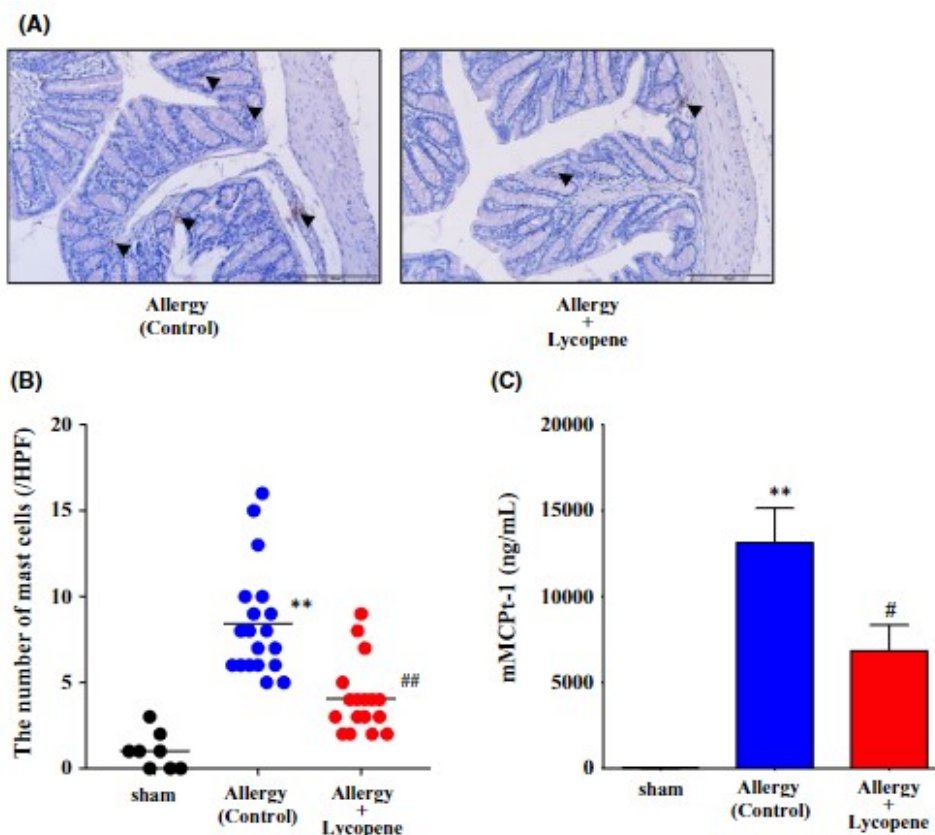 (A)
Allergy
(Control)
Allergy
+
Lycopene
(B)
The number of mast cells (/HPF)
20
15
10
5
0
**
##
sham
Allergy
(Control)
Allergy
+
Lycopene
(C)
mMCPt-1 (ng/mL)
20000
15000
10000
5000
0
**
#
sham
Allergy
(Control)
Allergy
+
Lycopene